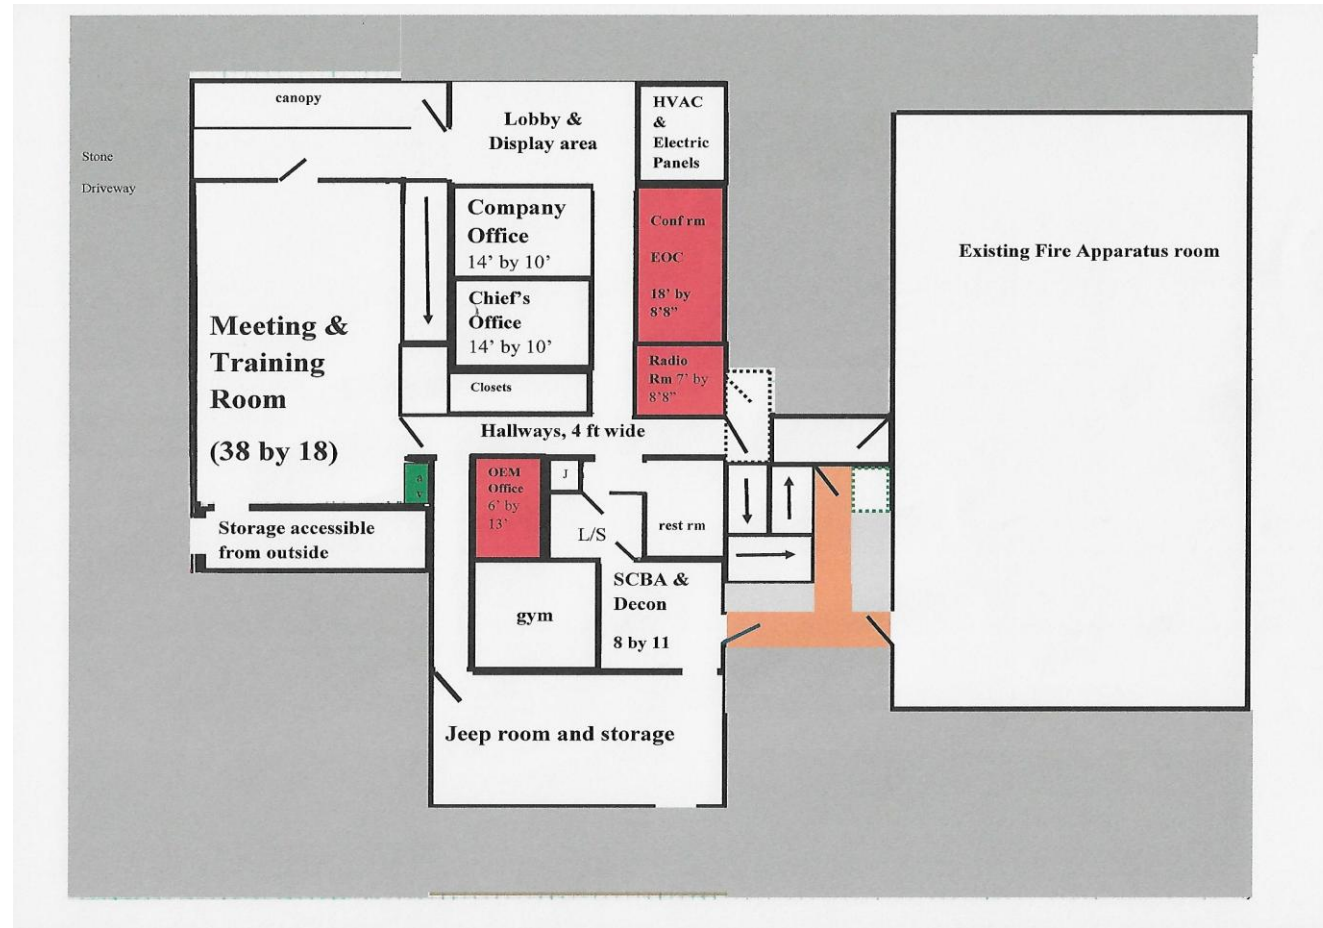 canopy
Stone
Driveway
Lobby &
Display area
HVAC
&
Electric
Panels
Company
Office
14’ by 10’
Chief's
Office
14’ by 10’
Closets
Conf rm
EOC
18’ by
8’8”
Radio
Rm 7’ by
8’8”
Existing Fire Apparatus room
Meeting &
Training
Room
(38 by 18)
Hallways, 4 ft wide
a
v
OEM
Office
6’ by
13’
J
L/S
rest rm
Storage accessible
from outside
SCBA &
Decon
8 by 11
gym
Jeep room and storage